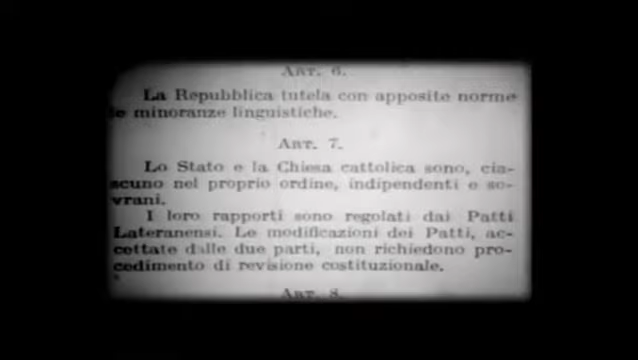 Art. 6.
La Repubblica tutela con apposite norme
le minoranze linguistiche.
Art. 7.
Lo Stato e la Chiesa cattolica sono, cia-
scuno nel proprio ordine, indipendenti e so-
vrani.
I loro rapporti sono regolati dai Patti
Lateranensi. Le modificazioni dei Patti, ac-
cettate dalle due parti, non richiedono pro-
cedimento di revisione costituzionale.
Art. 8.